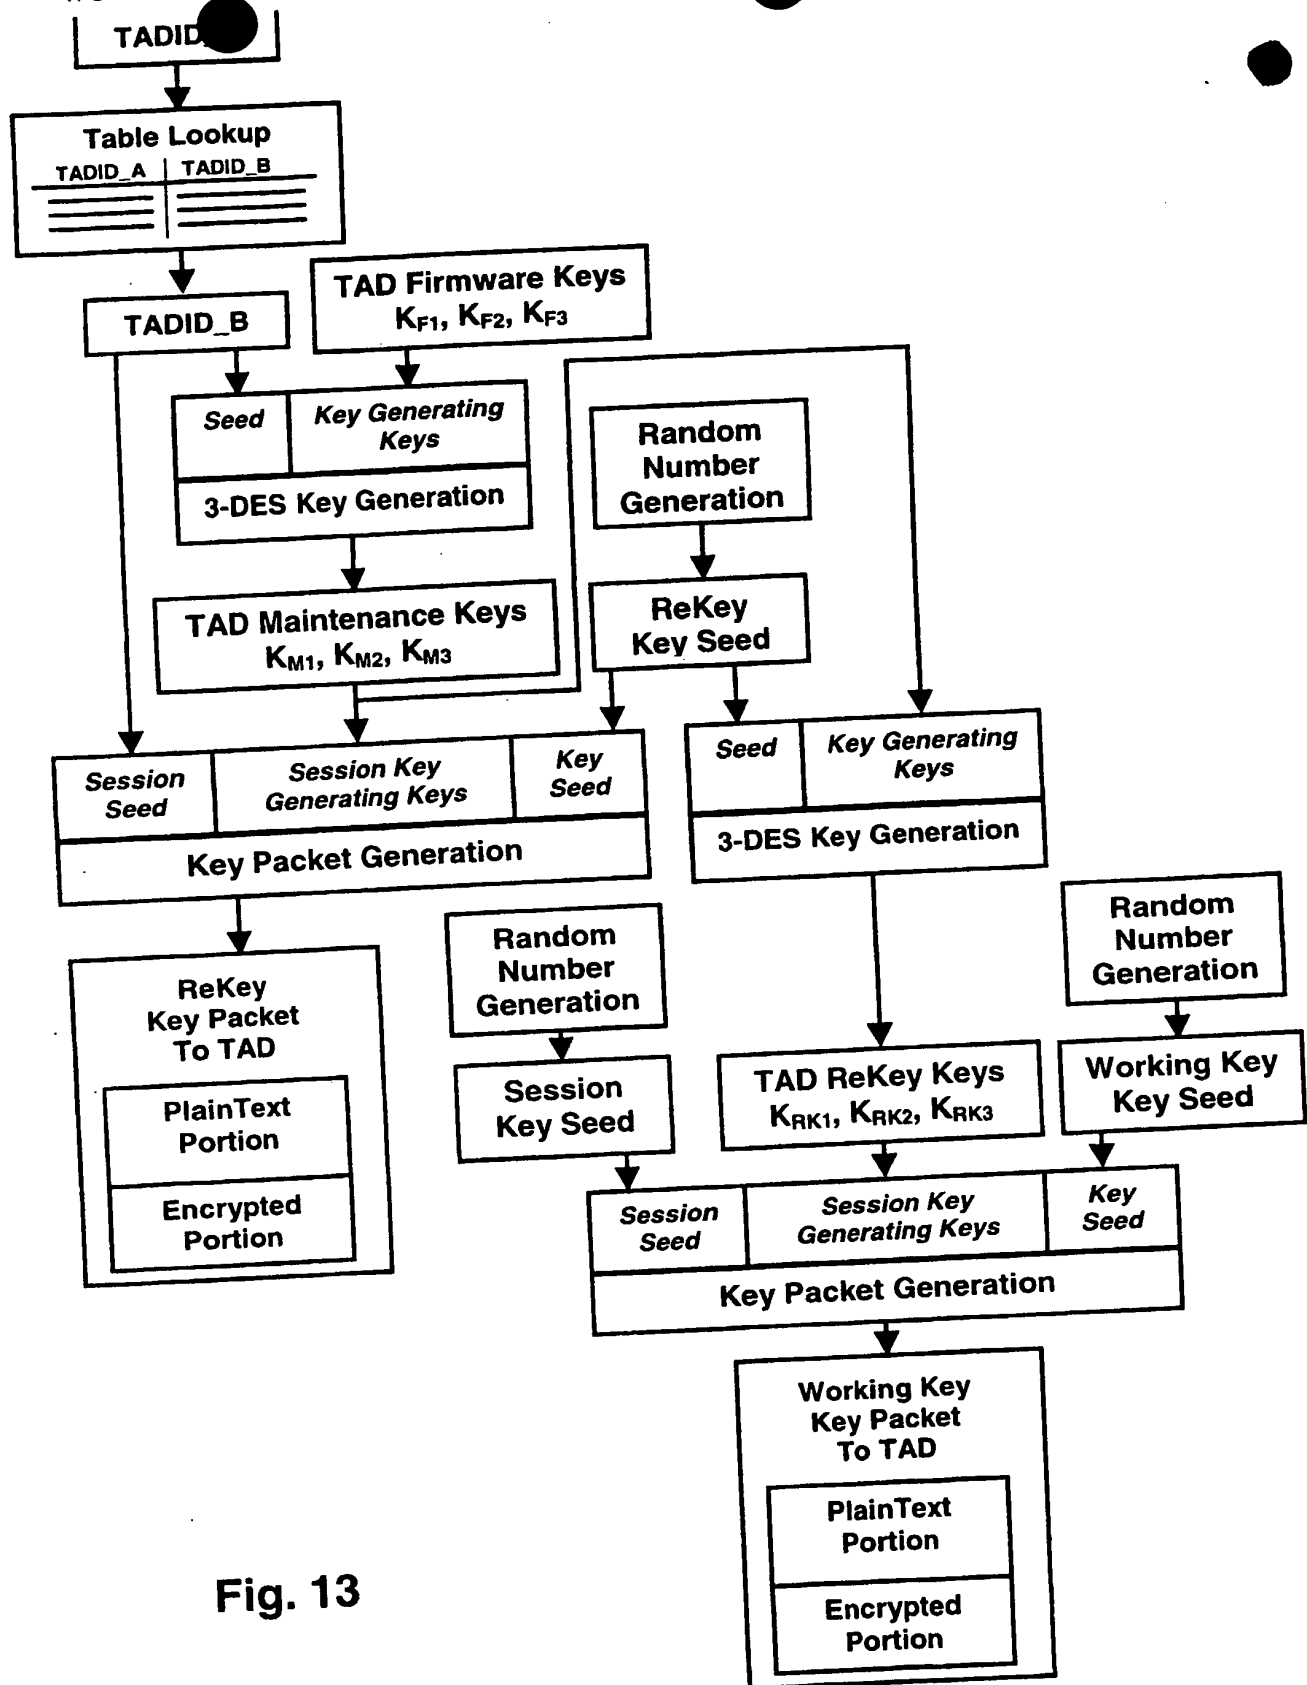 TADID
Table Lookup
TADID_A TADID_B
TADID_B
TAD Firmware Keys
KF1, KF2, KF3
Seed
Key Generating
Keys
3-DES Key Generation
Random
Number
Generation
TAD Maintenance Keys
KM1, KM2, KM3
ReKey
Key Seed
Session
Seed
Session Key
Generating Keys
Key
Seed
Key Packet Generation
Seed
Key Generating
Keys
3-DES Key Generation
ReKey
Key Packet
To TAD
PlainText
Portion
Encrypted
Portion
Random
Number
Generation
Session
Key Seed
TAD ReKey Keys
KRK1, KRK2, KRK3
Random
Number
Generation
Working Key
Key Seed
Session
Seed
Session Key
Generating Keys
Key
Seed
Key Packet Generation
Working Key
Key Packet
To TAD
PlainText
Portion
Encrypted
Portion
Fig. 13